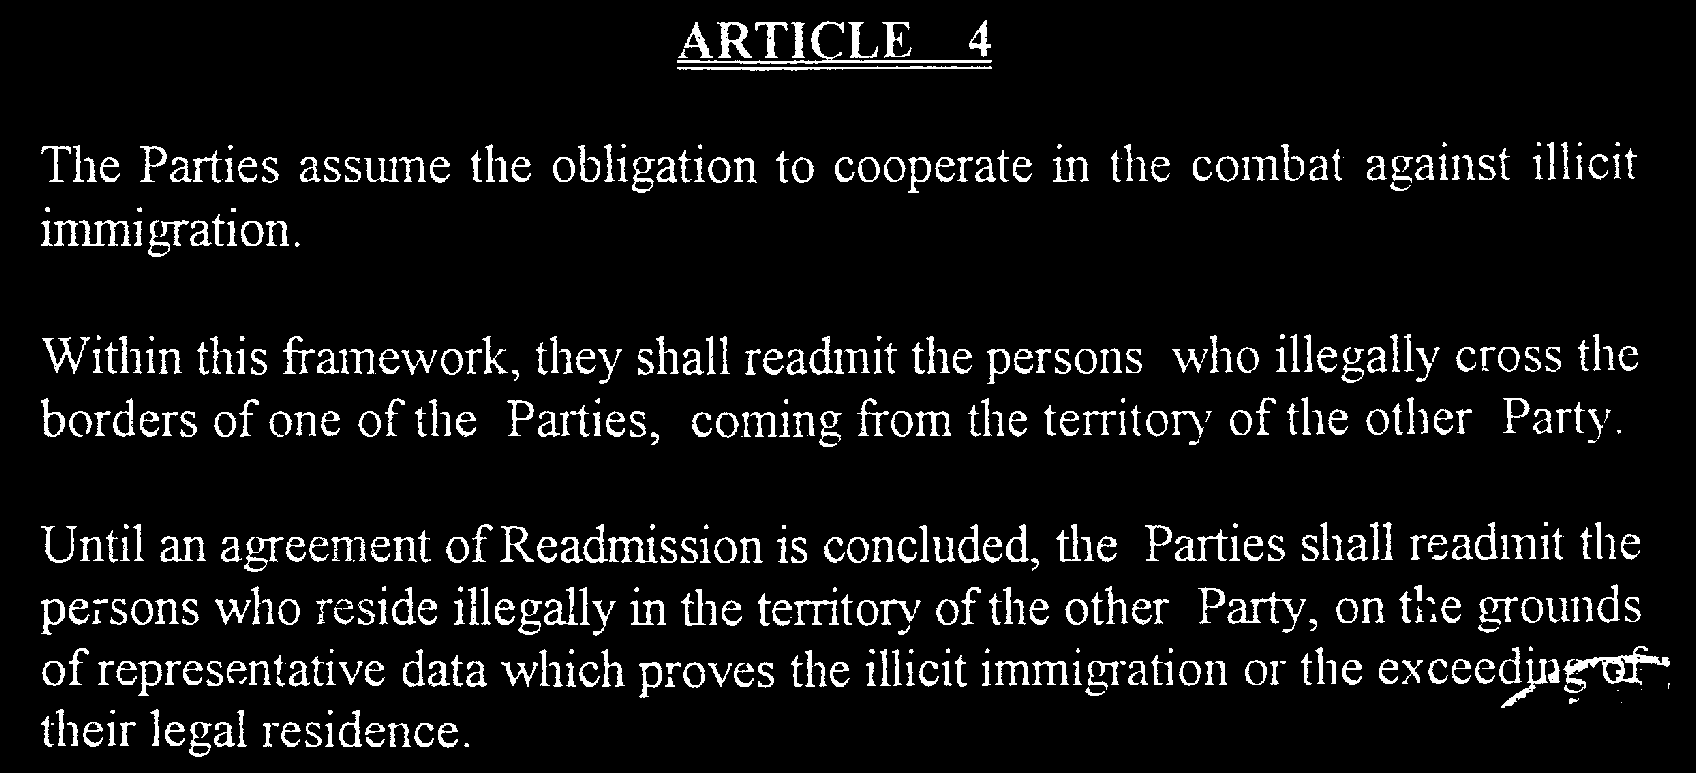 ARTICLE 4
The Parties assume the obligation to cooperate in the combat against illicit
immigration.
Within this framework, they shall readmit the persons who illegally cross the
borders of one of the Parties, coming from the territory of the other Party.
Until an agreement of Readmission is concluded, the Parties shall readmit the
persons who reside illegally in the territory of the other Party, on the grounds
of representative data which proves the illicit immigration or the exceeding of
their legal residence.